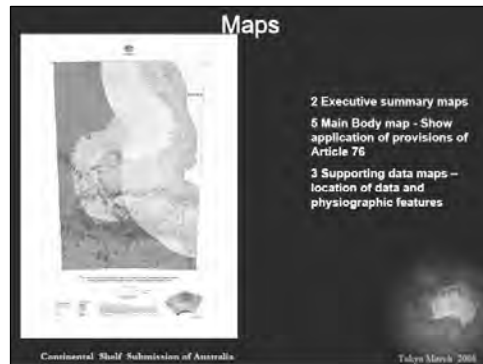 Maps
2 Executive summary maps
5 Main Body map - Show
application of provisions of
Article 76
3 Supporting data maps –
location of data and
physiographic features
Continental Shelf Submission of Australia
Tokyo March 2006